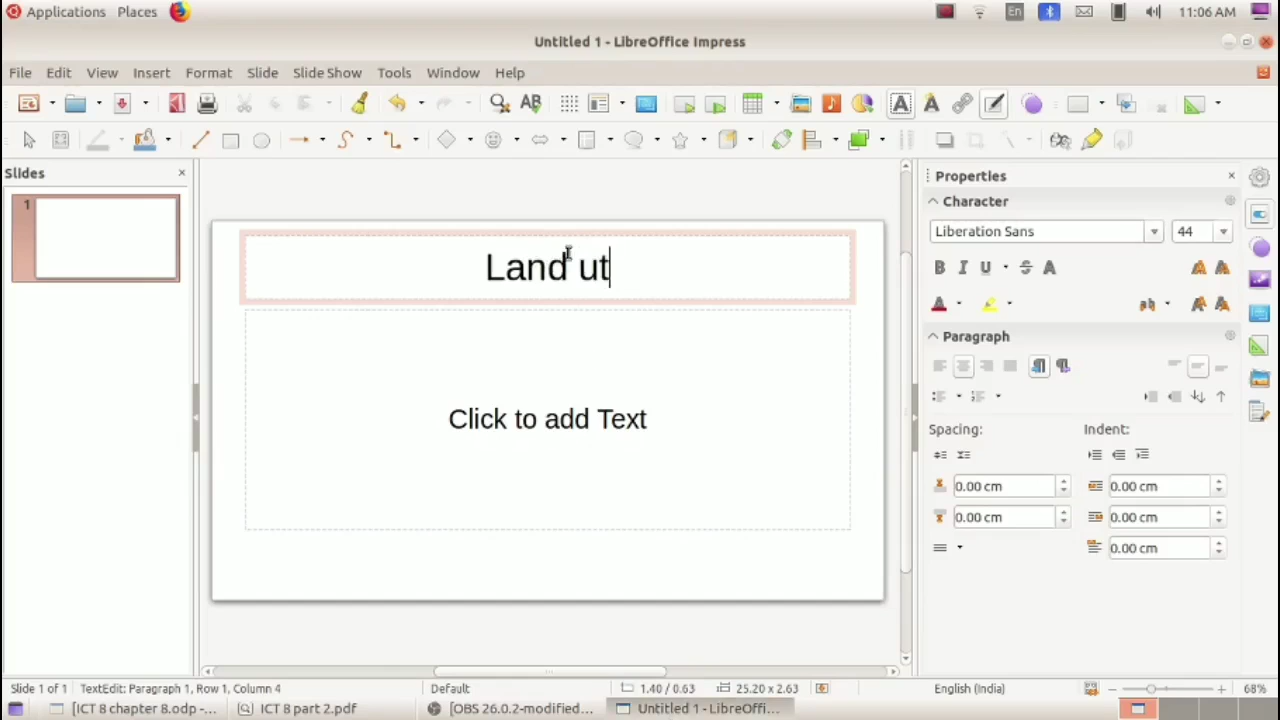 Applications Places En 11:06 AM
Untitled 1 - LibreOffice Impress
File Edit View Insert Format Slide Slide Show Tools Window Help
Slides
Properties
1
Character
Liberation Sans 44
Land ut
Paragraph
Click to add Text
Spacing: Indent:
0.00 cm 0.00 cm
0.00 cm 0.00 cm
0.00 cm
Slide 1 of 1 TextEdit: Paragraph 1, Row 1, Column 4 Default 1.40 / 0.63 25.20 x 2.63 English (India) 68%
[ICT 8 chapter 8.odp -... ICT 8 part 2.pdf [OBS 26.0.2-modified... Untitled 1 - LibreOffi...